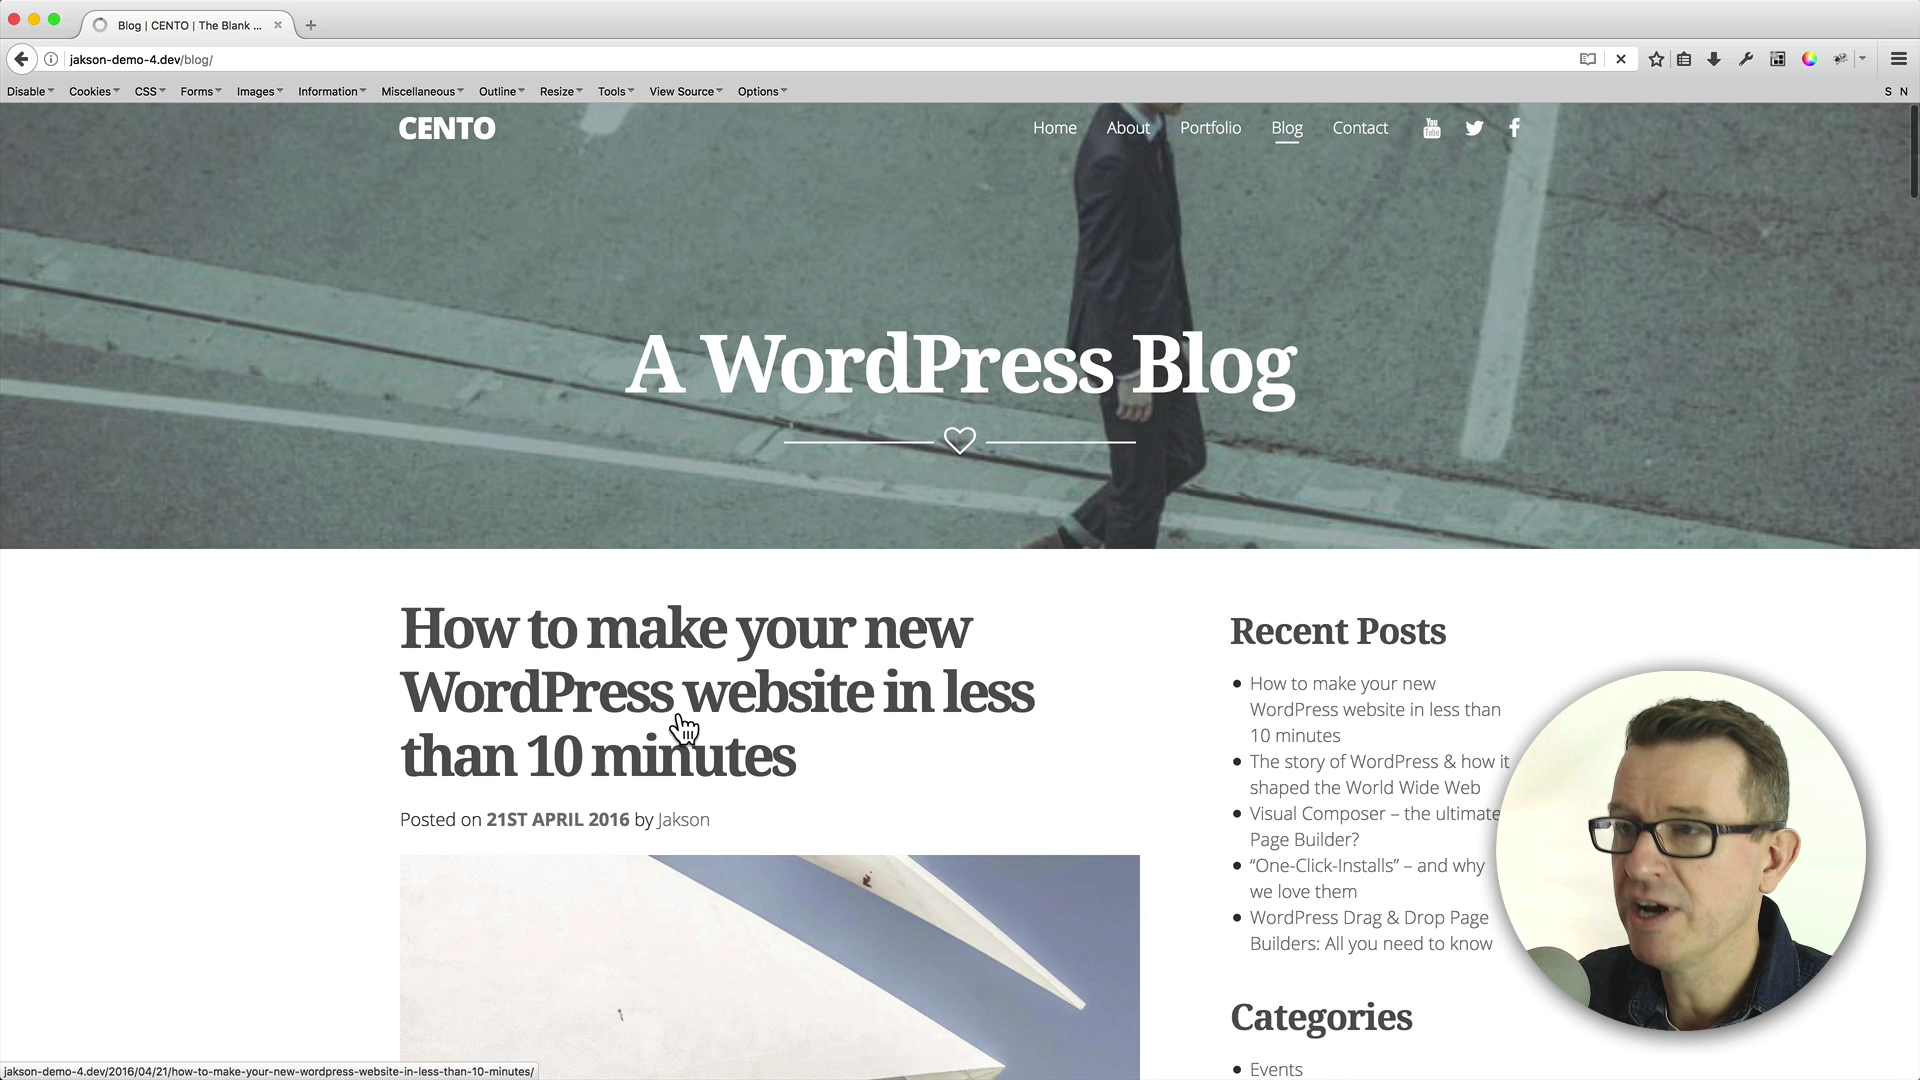 Blog | CENTO | The Blank ...
jakson-demo-4.dev/blog/
Disable Cookies CSS Forms Images Information Miscellaneous Outline Resize Tools View Source Options S N
CENTO
Home About Portfolio Blog Contact You Tube
A WordPress Blog
How to make your new
WordPress website in less
than 10 minutes
Posted on 21ST APRIL 2016 by Jakson
Recent Posts
How to make your new
WordPress website in less than
10 minutes
The story of WordPress & how it
shaped the World Wide Web
Visual Composer – the ultimate
Page Builder?
“One-Click-Installs” – and why
we love them
WordPress Drag & Drop Page
Builders: All you need to know
Categories
Events
jakson-demo-4.dev/2016/04/21/how-to-make-your-new-wordpress-website-in-less-than-10-minutes/